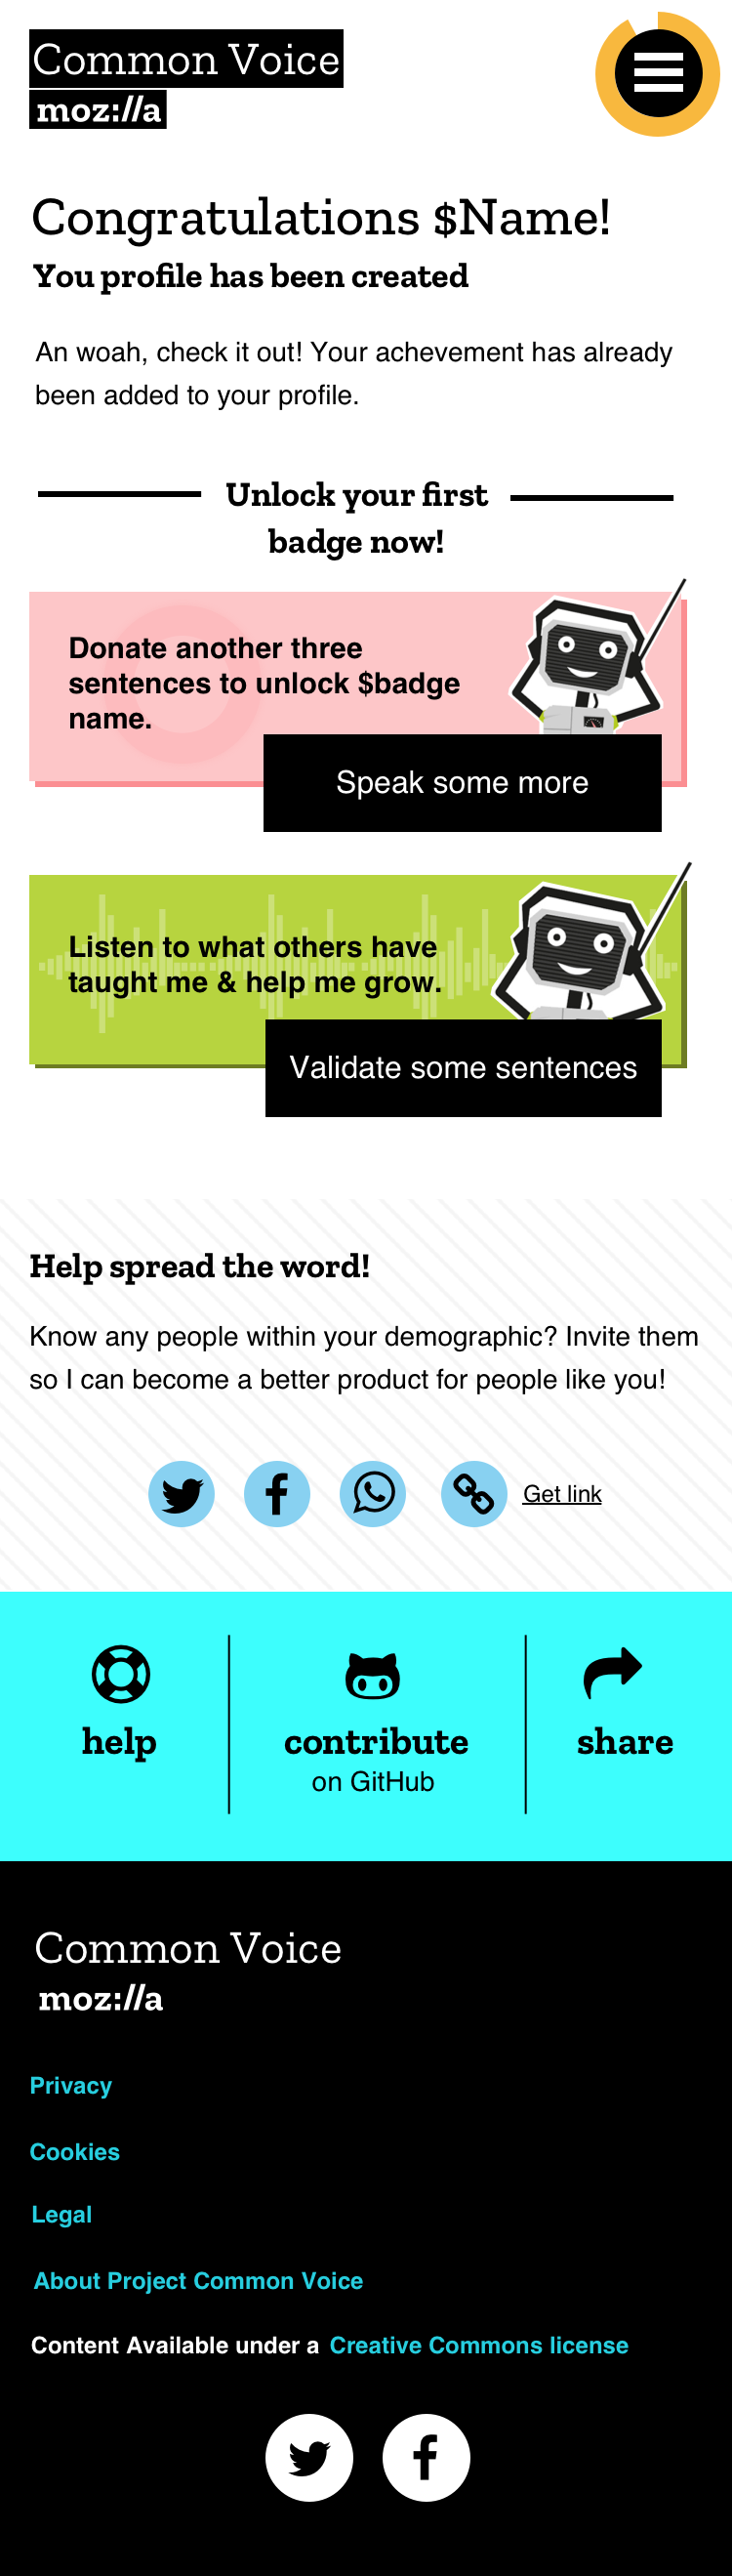 Common Voice
moz://a
Congratulations $Name!
You profile has been created
An woah, check it out! Your achevement has already
been added to your profile.
Unlock your first
badge now!
Donate another three
sentences to unlock $badge
name.
Speak some more
Listen to what others have
taught me & help me grow.
Validate some sentences
Help spread the word!
Know any people within your demographic? Invite them
so I can become a better product for people like you!
Get link
help
contribute
on GitHub
share
Common Voice
moz://a
Privacy
Cookies
Legal
About Project Common Voice
Content Available under a Creative Commons license